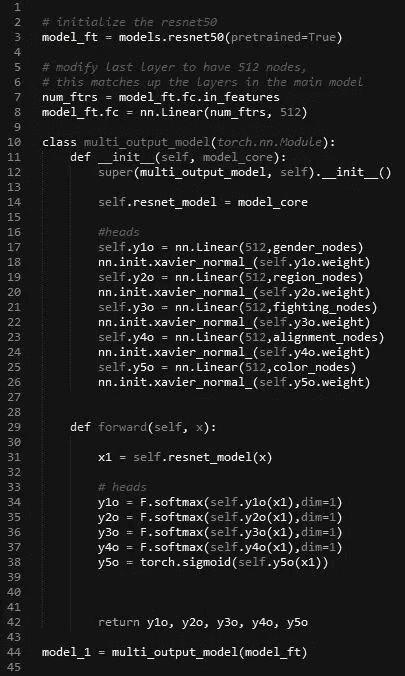 1
2 # initialize the resnet50
3 model_ft = models.resnet50(pretrained=True)
4
5 # modify last layer to have 512 nodes,
6 # this matches up the layers in the main model
7 num_ftrs = model_ft.fc.in_features
8 model_ft.fc = nn.Linear(num_ftrs, 512)
9
10 class multi_output_model(torch.nn.Module):
11     def __init__(self, model_core):
12         super(multi_output_model, self).__init__()
13
14         self.resnet_model = model_core
15
16         #heads
17         self.y1o = nn.Linear(512,gender_nodes)
18         nn.init.xavier_normal_(self.y1o.weight)
19         self.y2o = nn.Linear(512,region_nodes)
20         nn.init.xavier_normal_(self.y2o.weight)
21         self.y3o = nn.Linear(512,fighting_nodes)
22         nn.init.xavier_normal_(self.y3o.weight)
23         self.y4o = nn.Linear(512,alignment_nodes)
24         nn.init.xavier_normal_(self.y4o.weight)
25         self.y5o = nn.Linear(512,color_nodes)
26         nn.init.xavier_normal_(self.y5o.weight)
27
28
29     def forward(self, x):
30
31         x1 = self.resnet_model(x)
32
33         # heads
34         y1o = F.softmax(self.y1o(x1),dim=1)
35         y2o = F.softmax(self.y2o(x1),dim=1)
36         y3o = F.softmax(self.y3o(x1),dim=1)
37         y4o = F.softmax(self.y4o(x1),dim=1)
38         y5o = torch.sigmoid(self.y5o(x1))
39
40
41
42         return y1o, y2o, y3o, y4o, y5o
43
44 model_1 = multi_output_model(model_ft)
45